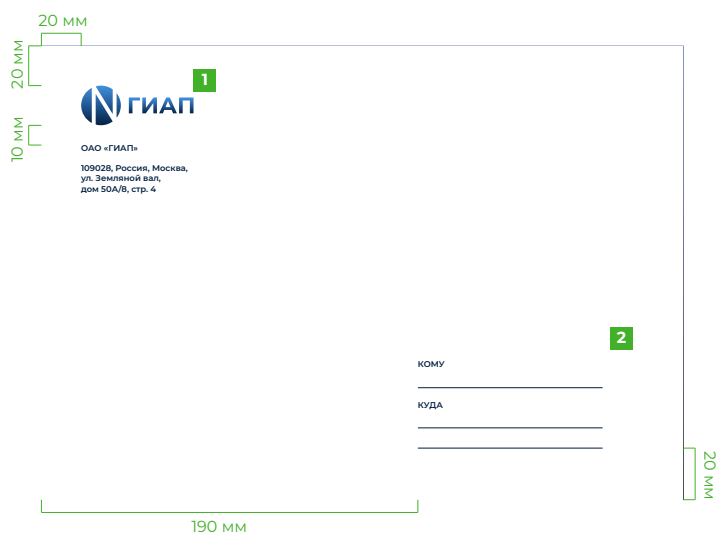 20 мм
20 мм
1
ГИАП
10 мм
ОАО «ГИАП»
109028, Россия, Москва,
ул. Земляной вал,
дом 50А/8, стр. 4
2
КОМУ
КУДА
20 мм
190 мм